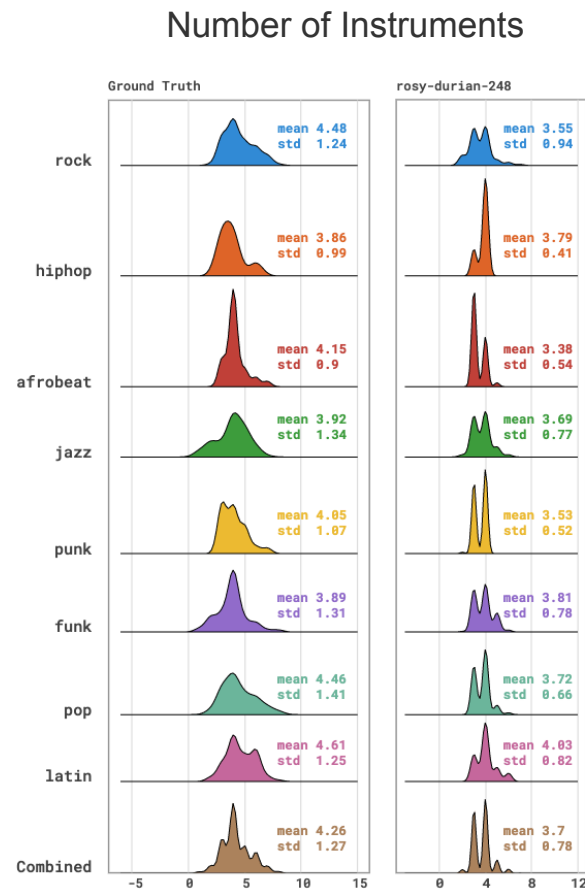 Number of Instruments
Ground Truth
rosy-durian-248
rock
mean 4.48
std 1.24
mean 3.55
std 0.94
hiphop
mean 3.86
std 0.99
mean 3.79
std 0.41
afrobeat
mean 4.15
std 0.9
mean 3.38
std 0.54
jazz
mean 3.92
std 1.34
mean 3.69
std 0.77
punk
mean 4.05
std 1.07
mean 3.53
std 0.52
funk
mean 3.89
std 1.31
mean 3.81
std 0.78
pop
mean 4.46
std 1.41
mean 3.72
std 0.66
latin
mean 4.61
std 1.25
mean 4.03
std 0.82
Combined
mean 4.26
std 1.27
mean 3.7
std 0.78
-5 0 5 10 15
0 4 8 12